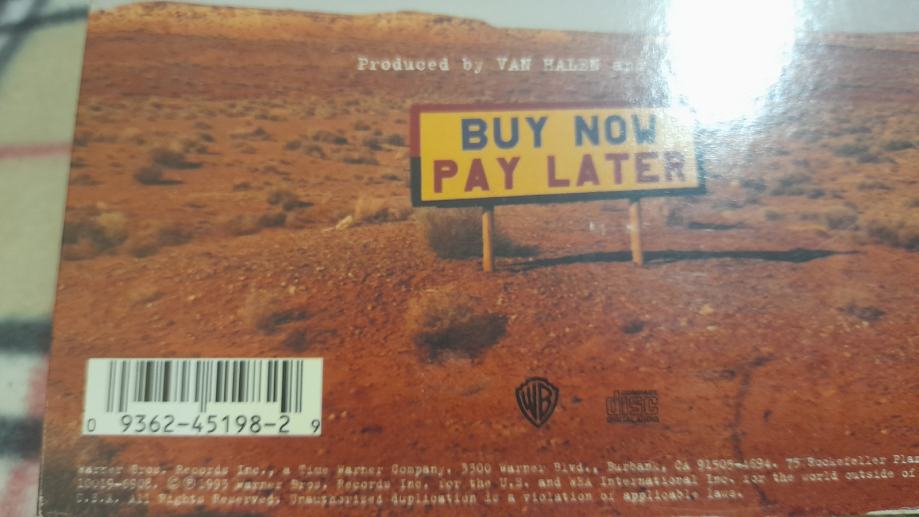 Produced by VAN HALEN and
BUY NOW
PAY LATER
0 9362-45198-2 9
WB
disc
Warner Bros. Records Inc., a Time Warner Company, 3300 Warner Blvd., Burbank, CA 91505-4694. 75 Rockefeller
10019-6908. © ℗ 1993 Warner Bros. Records Inc. for the U.S. and WEA International Inc. for the world outside of
U.S.A. All Rights Reserved. Unauthorized duplication is a violation of applicable laws.